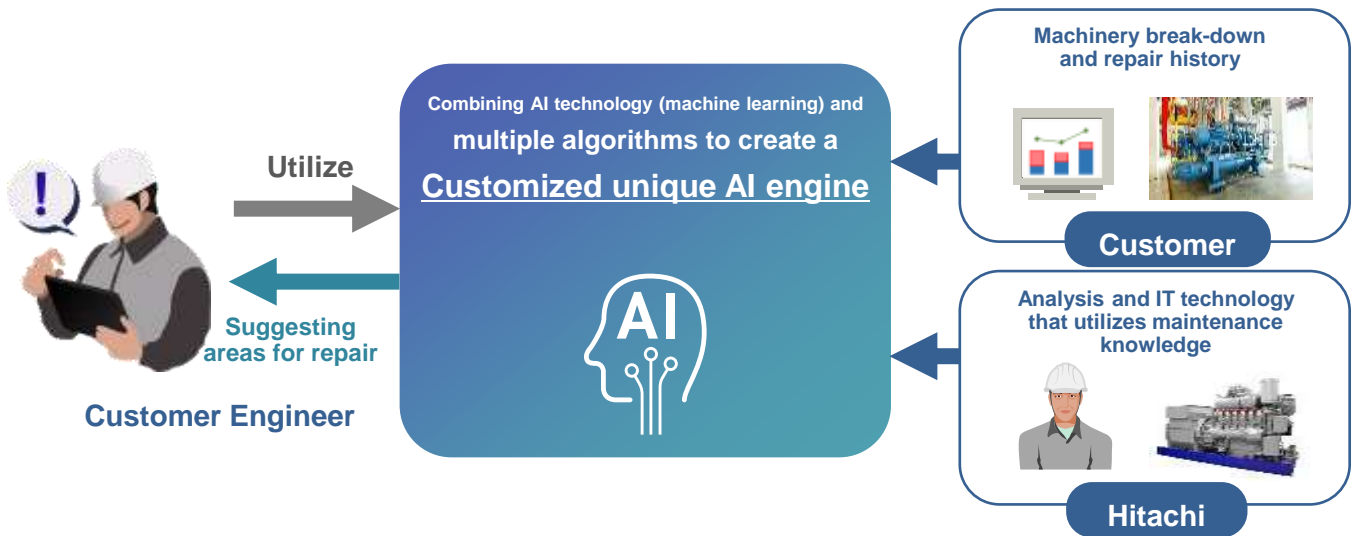 Utilize
Suggesting
areas for repair
Customer Engineer
Combining AI technology (machine learning) and
multiple algorithms to create a
Customized unique AI engine
AI
Machinery break-down
and repair history
Customer
Analysis and IT technology
that utilizes maintenance
knowledge
Hitachi